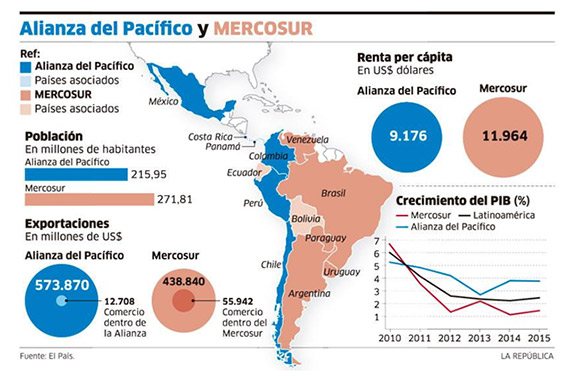 Alianza del Pacífico y MERCOSUR
Ref:
Alianza del Pacífico
Países asociados
MERCOSUR
Países asociados
México
Costa Rica
Panamá
Venezuela
Colombia
Ecuador
Perú
Brasil
Bolivia
Paraguay
Chile
Uruguay
Argentina
Población
En millones de habitantes
Alianza del Pacífico
215,95
Mercosur
271,81
Exportaciones
En millones de US$
Alianza del Pacífico
573.870
12.708
Comercio
dentro de
la Alianza
Mercosur
438.840
55.942
Comercio
dentro del
Mercosur
Renta per cápita
En US$ dólares
Alianza del Pacífico
9.176
Mercosur
11.964
Crecimiento del PIB (%)
Mercosur
Latinoamérica
Alianza del Pacífico
7
6
5
4
3
2
1
2010 2011 2012 2013 2014 2015
Fuente: El País.
LA REPÚBLICA